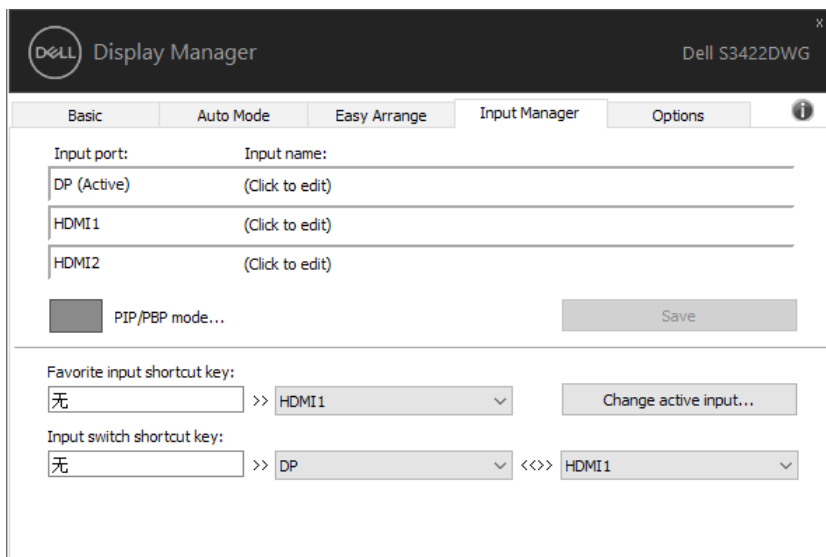 DELL Display Manager Dell S3422DWG
x
Basic Auto Mode Easy Arrange Input Manager Options i
Input port: Input name:
DP (Active) (Click to edit)
HDMI1 (Click to edit)
HDMI2 (Click to edit)
PIP/PBP mode... Save
Favorite input shortcut key:
无 >> HDMI1 Change active input...
Input switch shortcut key:
无 >> DP <<>> HDMI1